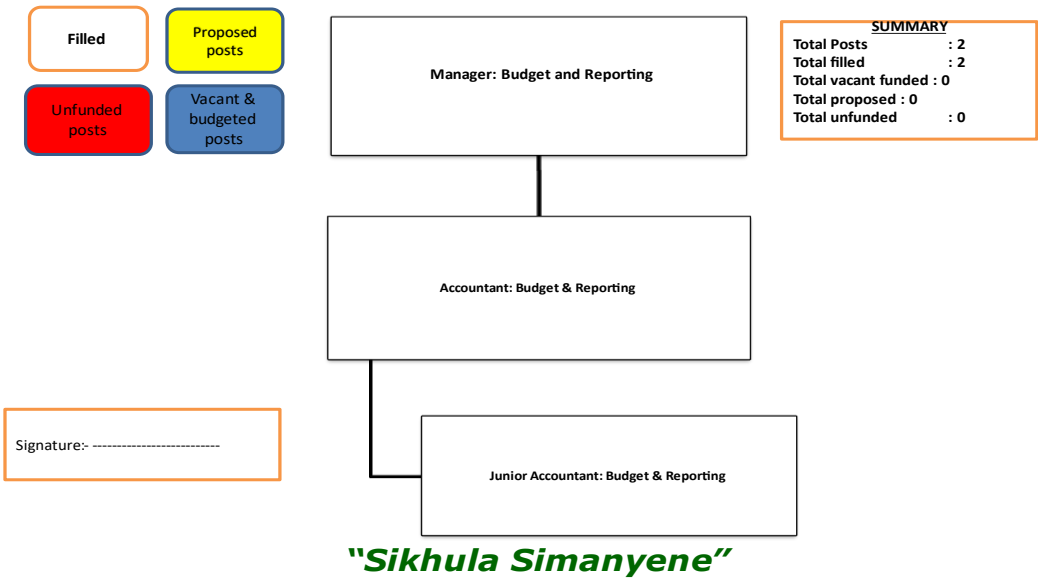 Filled
Proposed
posts
Unfunded
posts
Vacant &
budgeted
posts
Manager: Budget and Reporting
SUMMARY
Total Posts : 2
Total filled : 2
Total vacant funded : 0
Total proposed : 0
Total unfunded : 0
Accountant: Budget & Reporting
Signature:- --------------------------
Junior Accountant: Budget & Reporting
“Sikhula Simanyene”